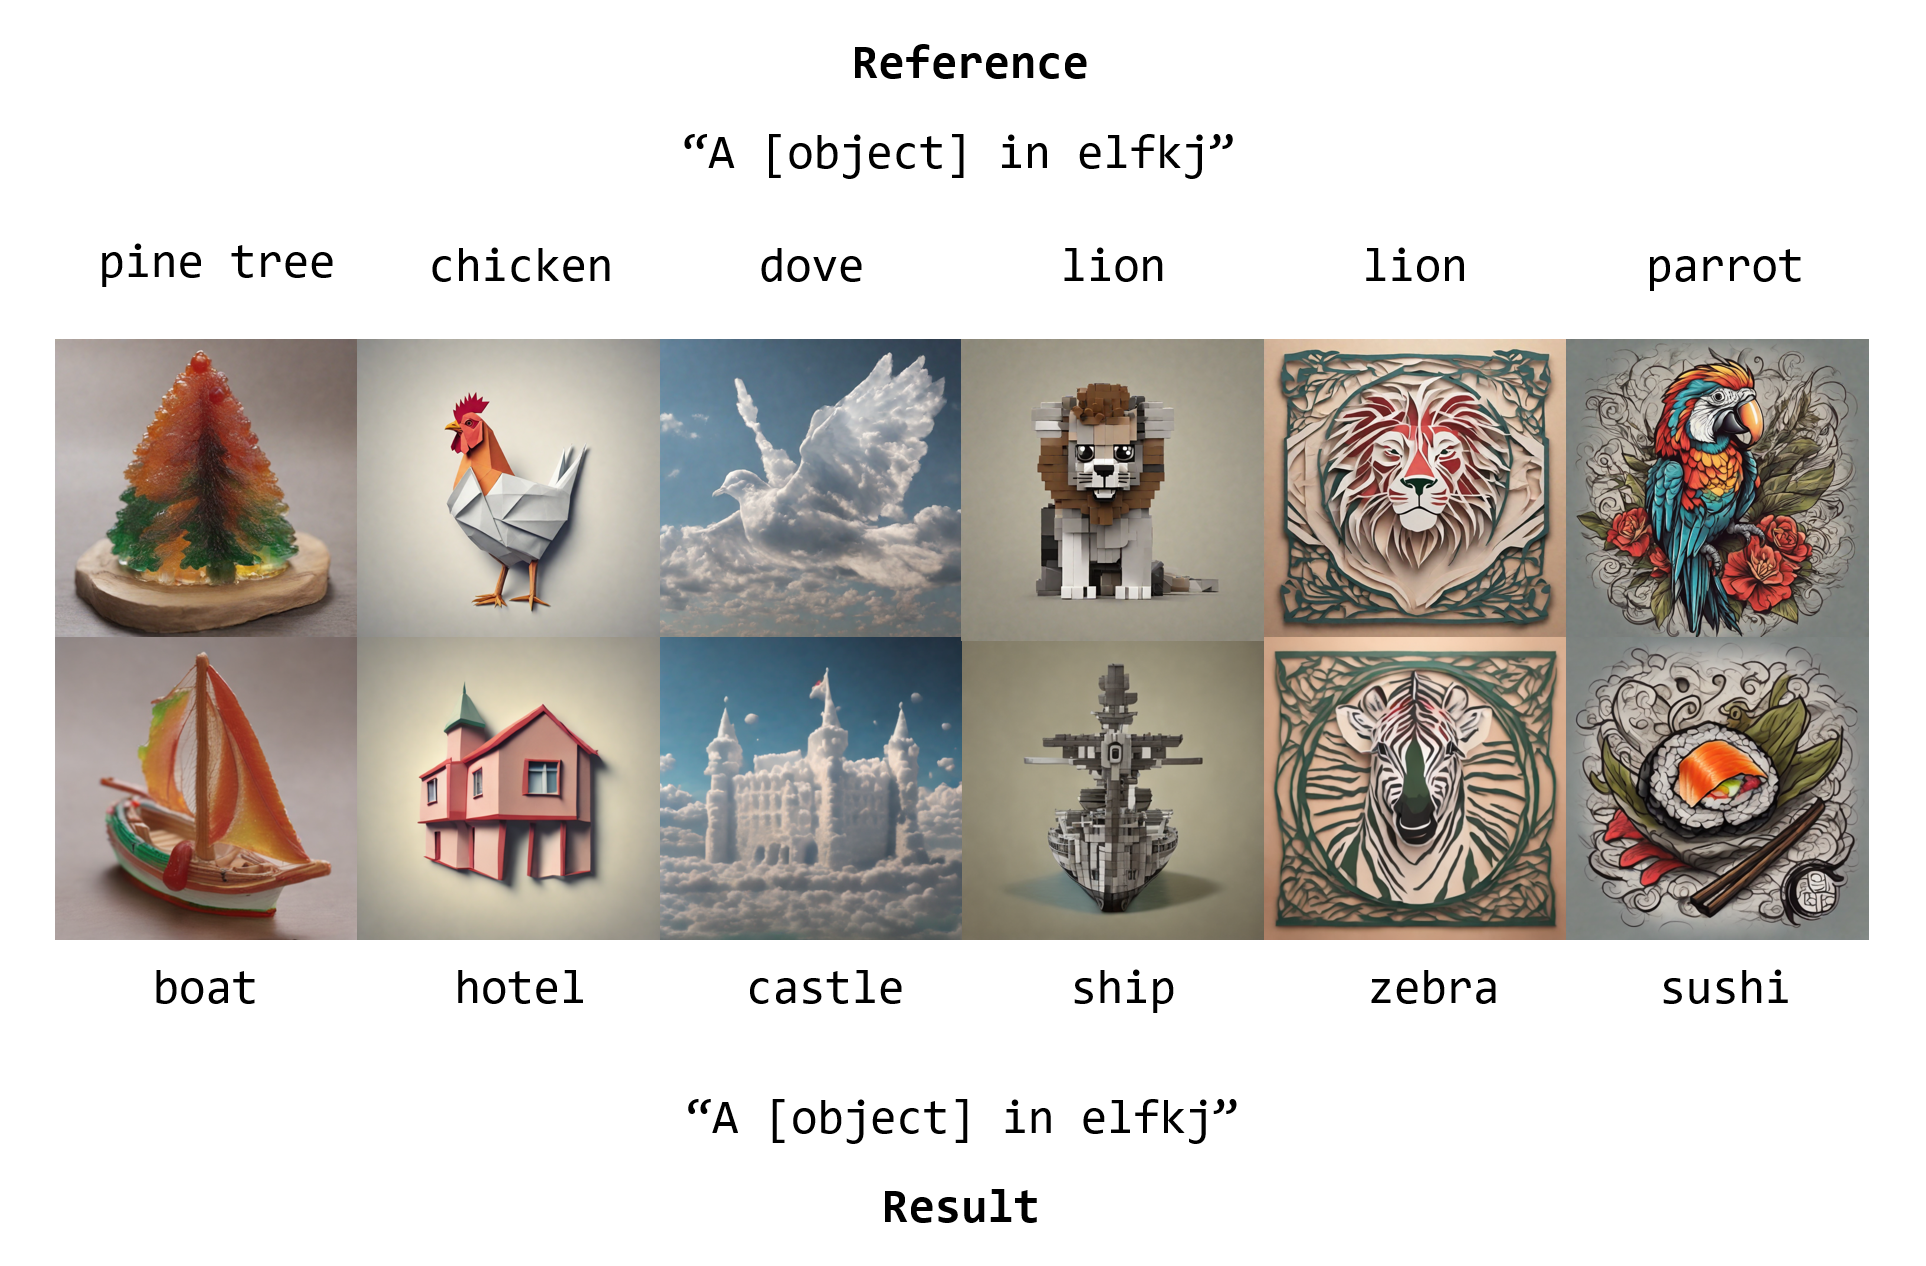 Reference
“A [object] in elfkj”
pine tree chicken dove lion lion parrot
boat hotel castle ship zebra sushi
“A [object] in elfkj”
Result